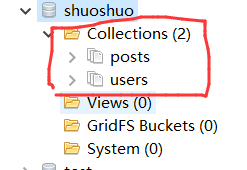 shuoshuo
Collections (2)
posts
users
Views (0)
GridFS Buckets (0)
System (0)